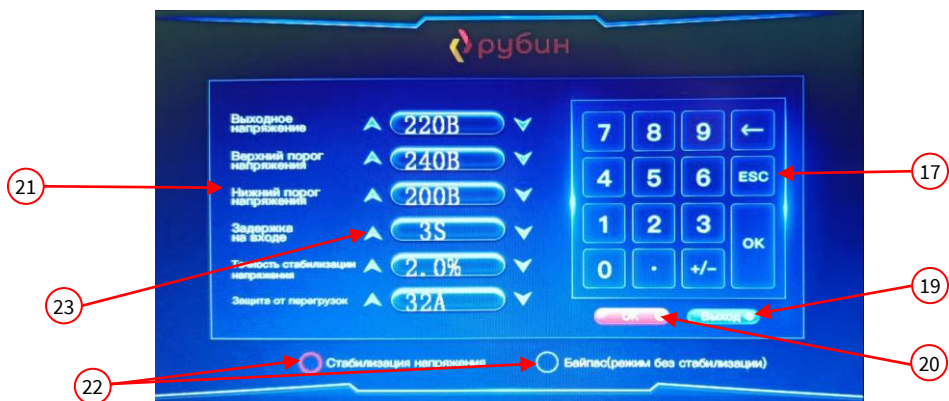 рубин
Выходное
напряжение
220В
Верхний порог
напряжения
240В
Нижний порог
напряжения
200В
Задержка
на входе
3S
Точность стабилизации
напряжения
2.0%
Защита от перегрузок
32А
7 8 9 ←
4 5 6 ESC
1 2 3
OK
0 . +/-
OK
Выход
Стабилизация напряжения
Байпас(режим без стабилизации)
21
23
22
17
19
20